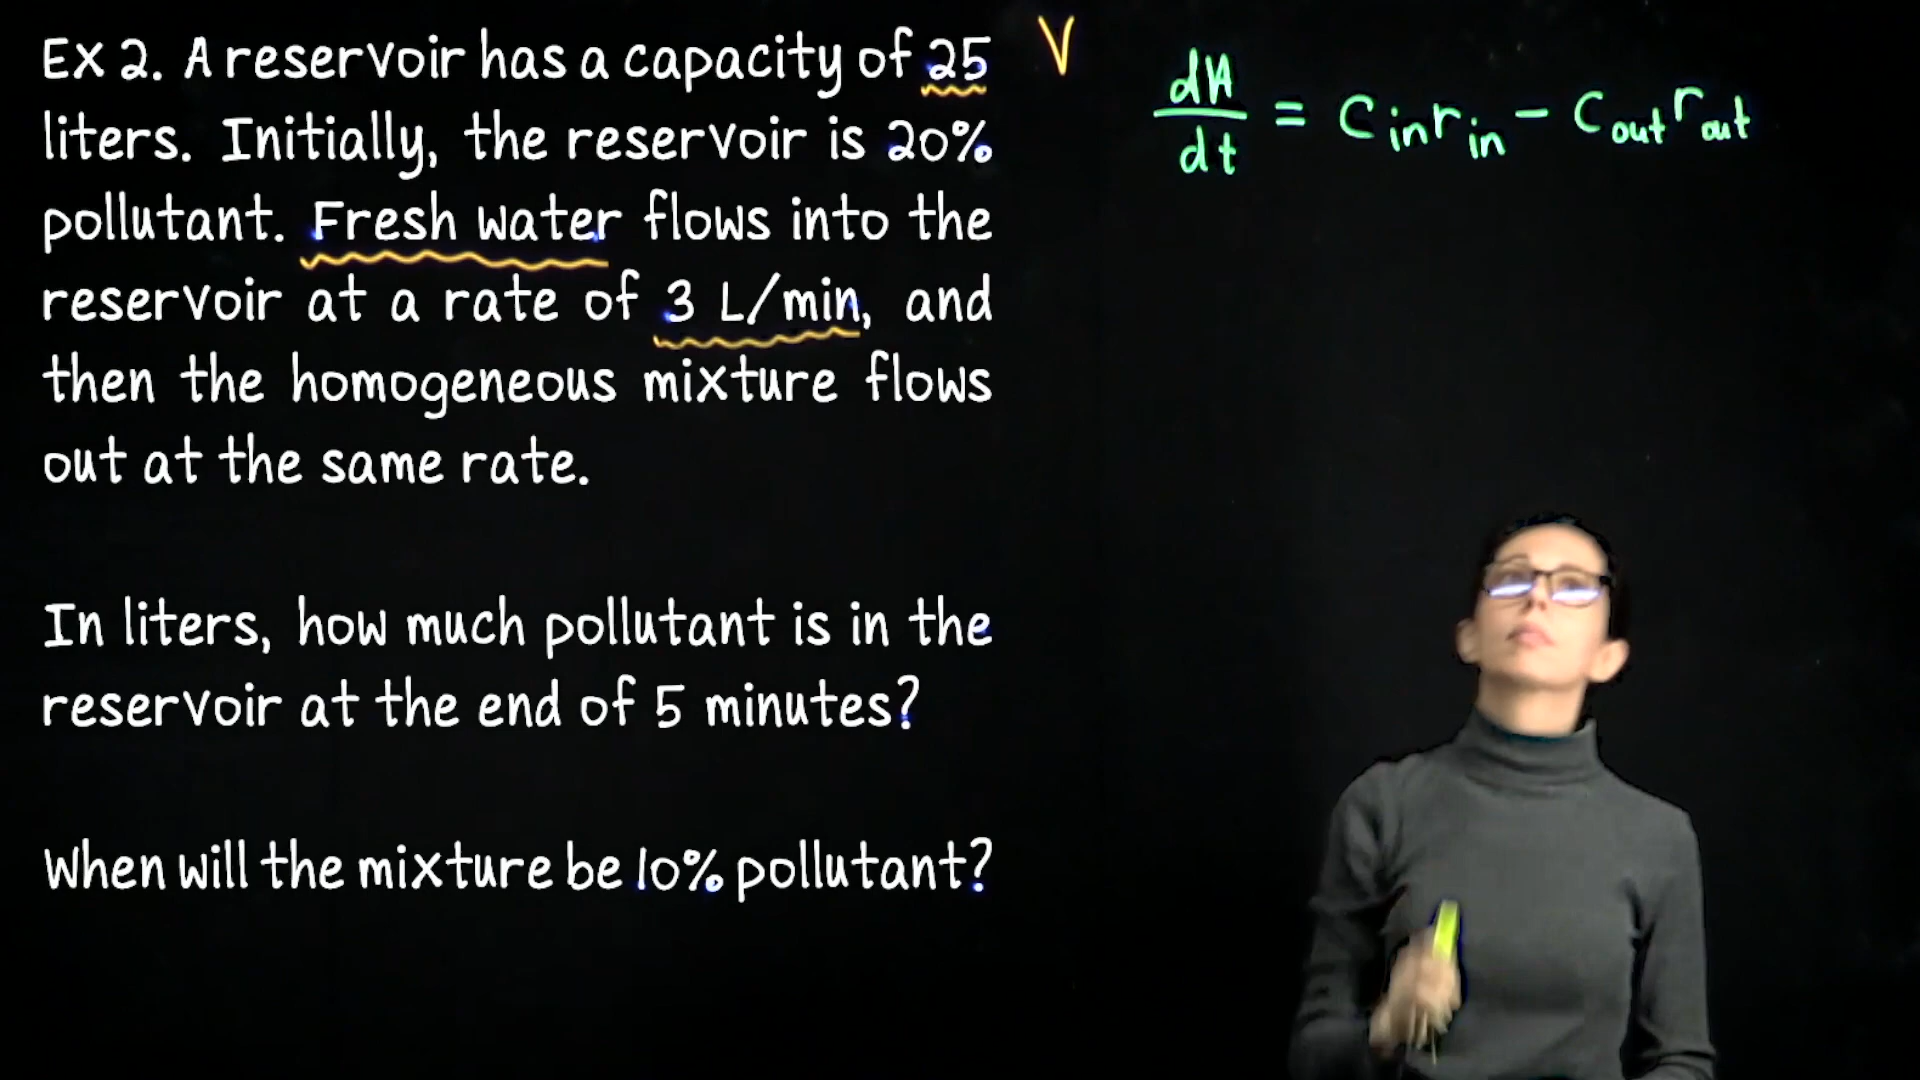 Ex 2. A reservoir has a capacity of 25
liters. Initially, the reservoir is 20%
pollutant. Fresh water flows into the
reservoir at a rate of 3 L/min, and
then the homogeneous mixture flows
out at the same rate.
In liters, how much pollutant is in the
reservoir at the end of 5 minutes?
When will the mixture be 10% pollutant?
V
dA/dt = C_in r_in - C_out r_out